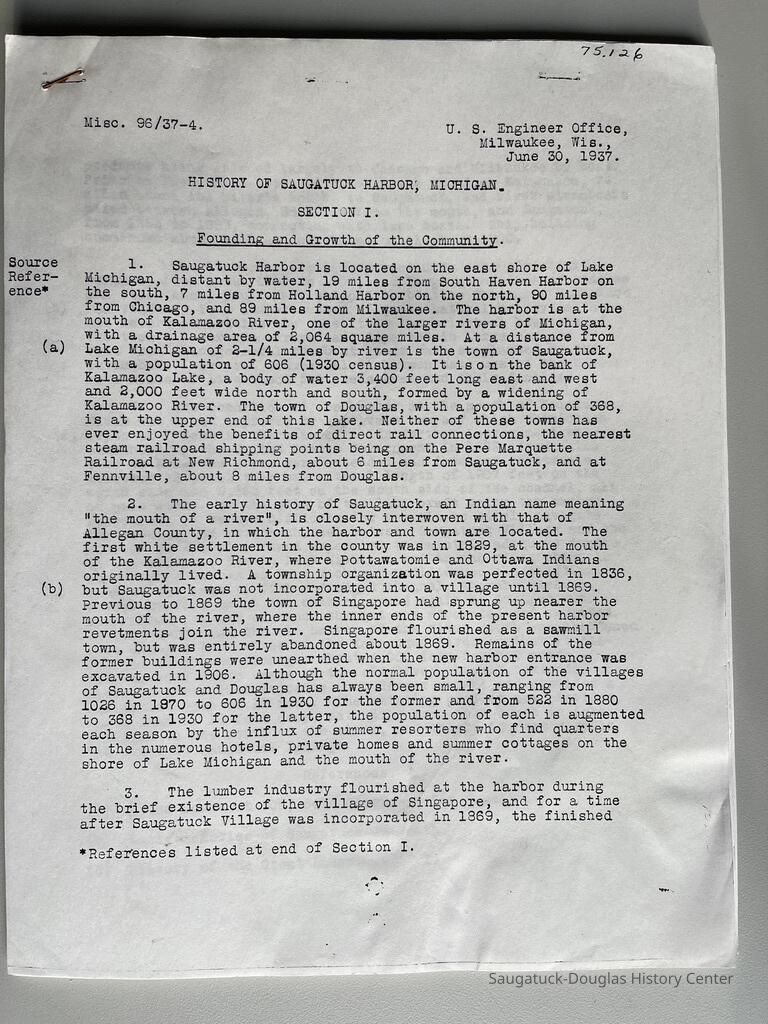 75.126
Misc. 96/37-4.
U. S. Engineer Office,
Milwaukee, Wis.,
June 30, 1937.
HISTORY OF SAUGATUCK HARBOR, MICHIGAN.
SECTION I.
Founding and Growth of the Community.
Source
Refer-
ence*
1. Saugatuck Harbor is located on the east shore of Lake
Michigan, distant by water, 19 miles from South Haven Harbor on
the south, 7 miles from Holland Harbor on the north, 90 miles
from Chicago, and 89 miles from Milwaukee. The harbor is at the
mouth of Kalamazoo River, one of the larger rivers of Michigan,
with a drainage area of 2,064 square miles. At a distance from
(a) Lake Michigan of 2-1/4 miles by river is the town of Saugatuck,
with a population of 606 (1930 census). It is on the bank of
Kalamazoo Lake, a body of water 3,400 feet long east and west
and 2,000 feet wide north and south, formed by a widening of
Kalamazoo River. The town of Douglas, with a population of 368,
is at the upper end of this lake. Neither of these towns has
ever enjoyed the benefits of direct rail connections, the nearest
steam railroad shipping points being on the Pere Marquette
Railroad at New Richmond, about 6 miles from Saugatuck, and at
Fennville, about 8 miles from Douglas.
2. The early history of Saugatuck, an Indian name meaning
"the mouth of a river", is closely interwoven with that of
Allegan County, in which the harbor and town are located. The
first white settlement in the county was in 1829, at the mouth
of the Kalamazoo River, where Pottawatomie and Ottawa Indians
originally lived. A township organization was perfected in 1836,
(b) but Saugatuck was not incorporated into a village until 1869.
Previous to 1869 the town of Singapore had sprung up nearer the
mouth of the river, where the inner ends of the present harbor
revetments join the river. Singapore flourished as a sawmill
town, but was entirely abandoned about 1869. Remains of the
former buildings were unearthed when the new harbor entrance was
excavated in 1906. Although the normal population of the villages
of Saugatuck and Douglas has always been small, ranging from
1026 in 1870 to 606 in 1930 for the former and from 522 in 1880
to 368 in 1930 for the latter, the population of each is augmented
each season by the influx of summer resorters who find quarters
in the numerous hotels, private homes and summer cottages on the
shore of Lake Michigan and the mouth of the river.
3. The lumber industry flourished at the harbor during
the brief existence of the village of Singapore, and for a time
after Saugatuck Village was incorporated in 1869, the finished
*References listed at end of Section I.
Saugatuck-Douglas History Center